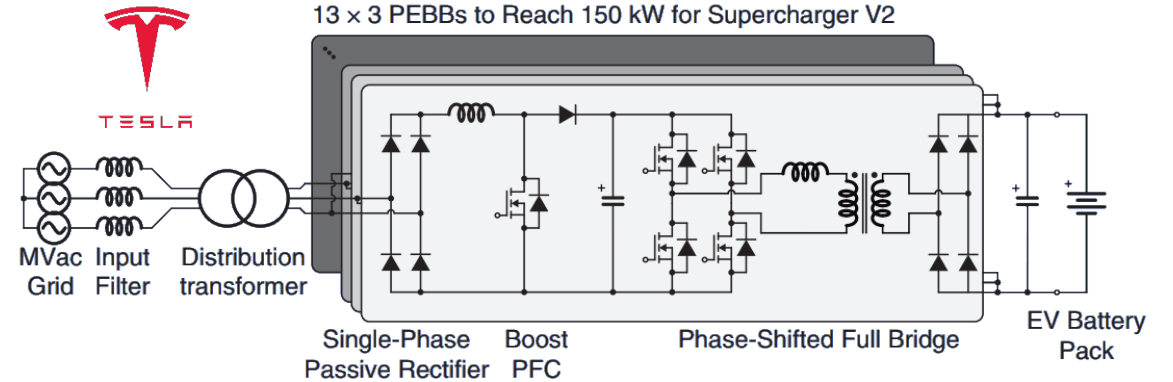 13 × 3 PEBBs to Reach 150 kW for Supercharger V2
TESLA
+
+
+
MVac
Grid
Input
Filter
Distribution
transformer
Single-Phase
Passive Rectifier
Boost
PFC
Phase-Shifted Full Bridge
EV Battery
Pack